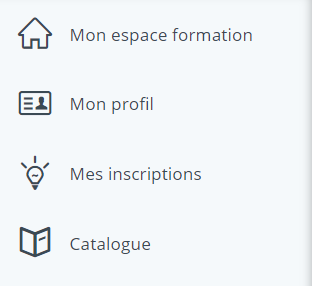 Mon espace formation
Mon profil
Mes inscriptions
Catalogue